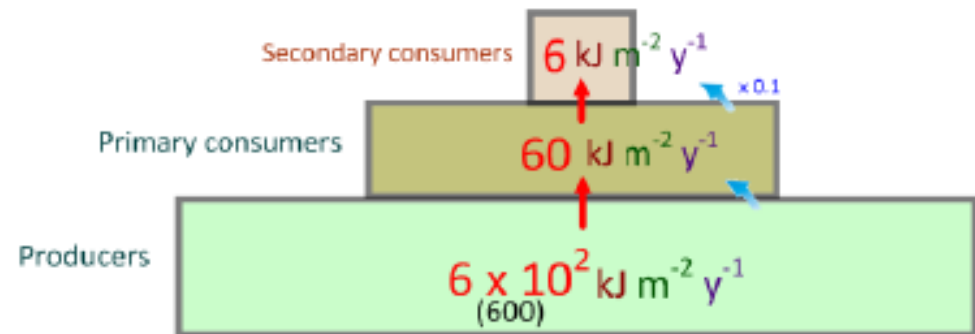 Secondary consumers 6 kJ m⁻² y⁻¹
x 0.1
Primary consumers 60 kJ m⁻² y⁻¹
Producers 6 x 10² kJ m⁻² y⁻¹
(600)